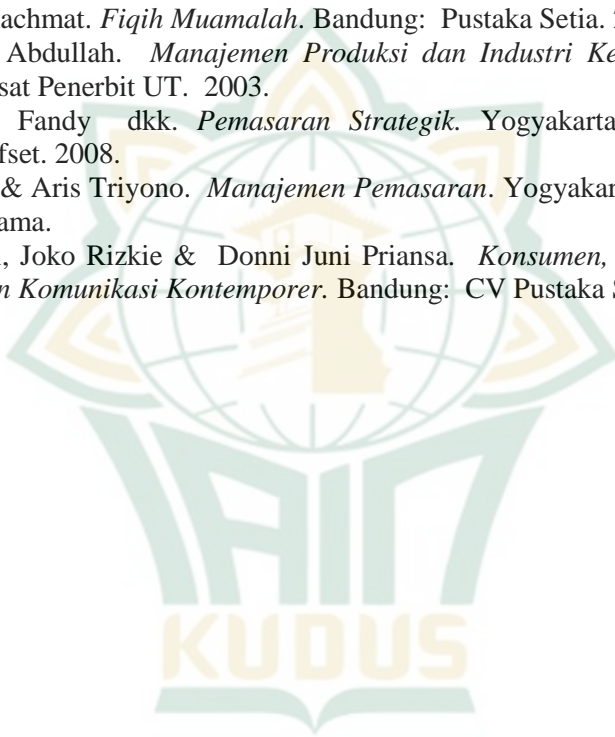 achmat. Fiqih Muamalah. Bandung: Pustaka Setia.
Abdullah. Manajemen Produksi dan Industri Ke
sat Penerbit UT. 2003.
Fandy dkk. Pemasaran Strategik. Yogyakarta
fset. 2008.
& Aris Triyono. Manajemen Pemasaran. Yogyakar
ama.
, Joko Rizkie & Donni Juni Priansa. Konsumen,
n Komunikasi Kontemporer. Bandung: CV Pustaka S
IAIN
KUDUS